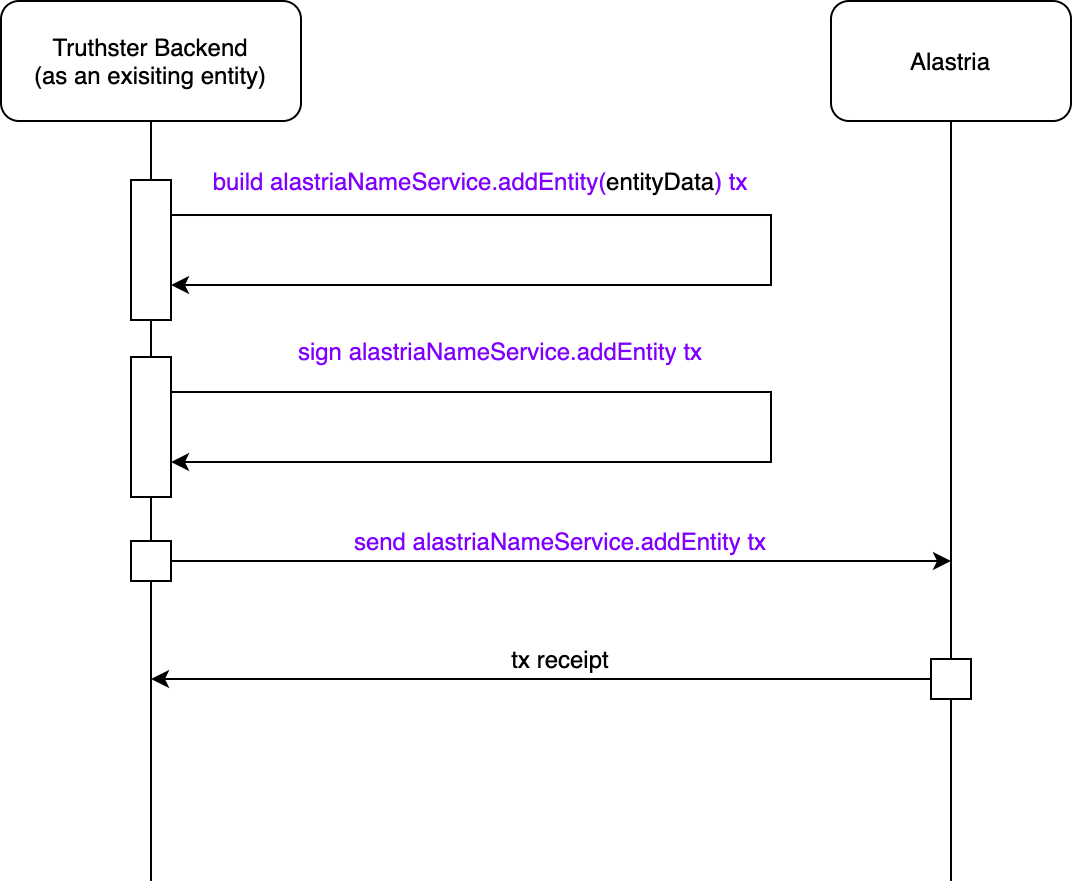 Truthster Backend
(as an exisiting entity)
Alastria
build alastriaNameService.addEntity(entityData) tx
sign alastriaNameService.addEntity tx
send alastriaNameService.addEntity tx
tx receipt